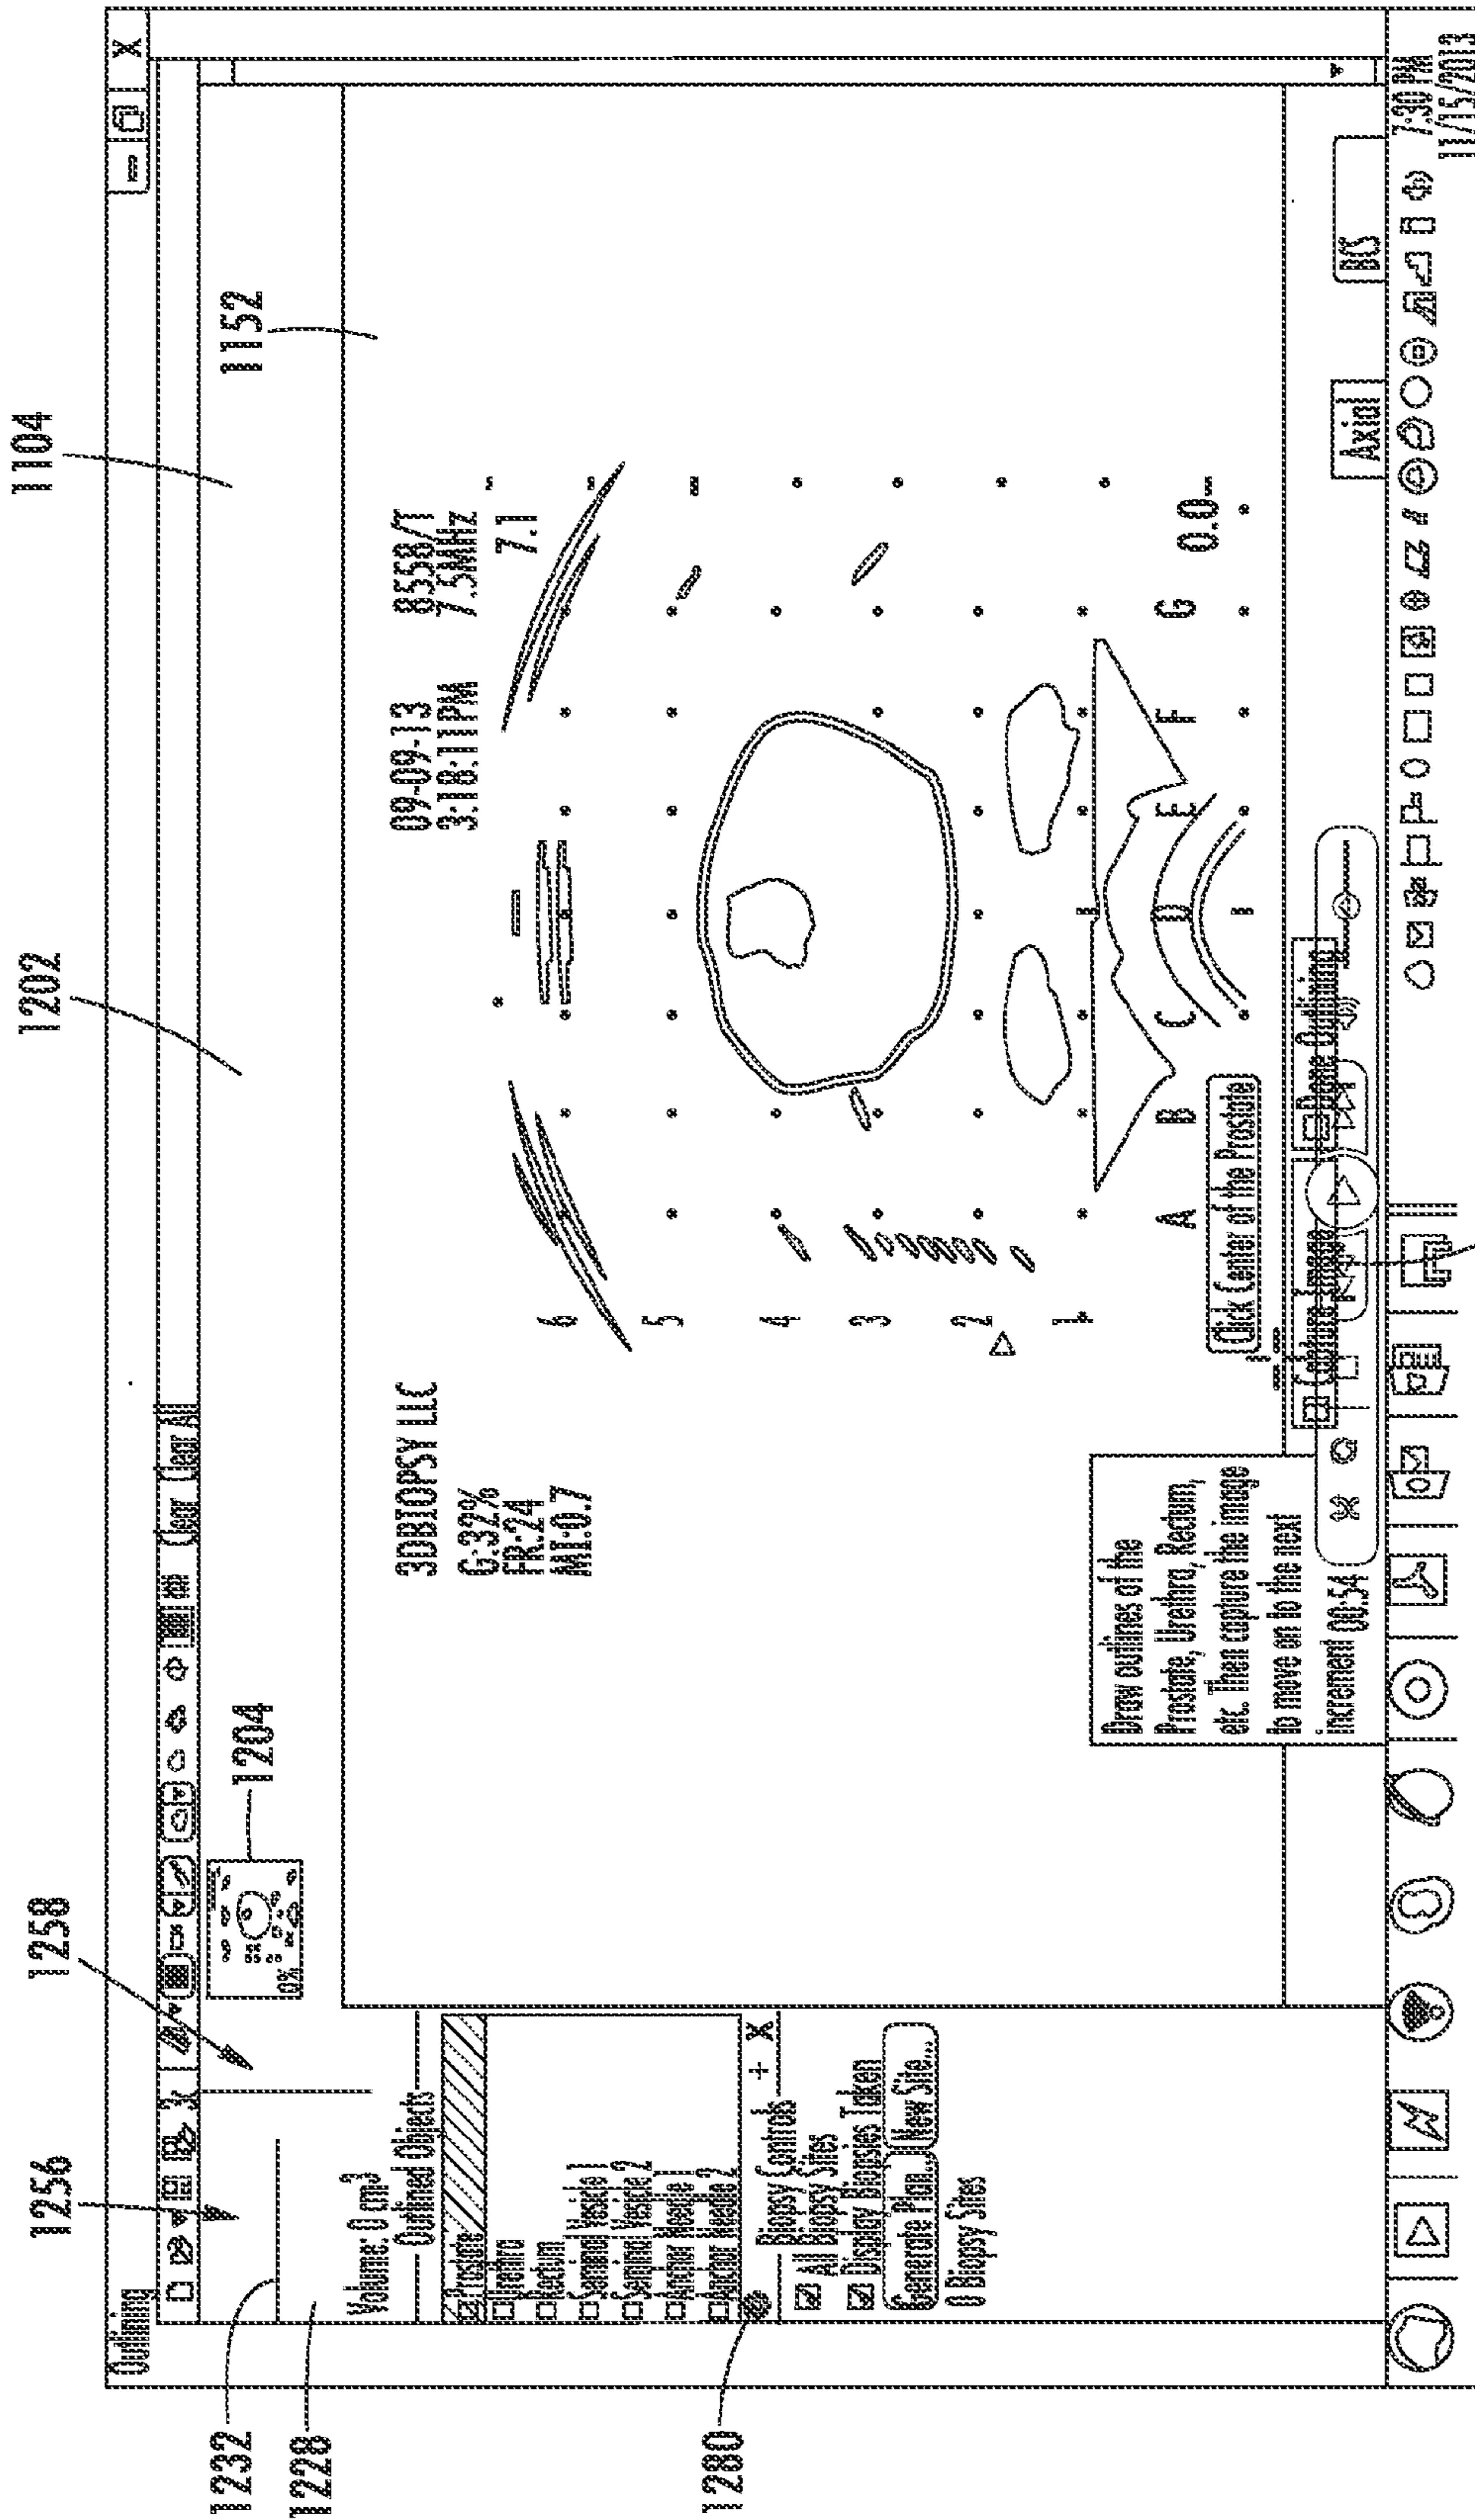 1256
1258
1202
1104
1232
1228
1204
1152
1280
Outlining
X
Clear
Clear All
0%
Volume: 0 cm³
Outlined Objects
Prostate
Urethra
Rectum
Seminal Vesicle 1
Seminal Vesicle 2
Anchor Needle 1
Anchor Needle 2
+ X
Biopsy Controls
All Biopsy Sites
Display Biopsies Taken
Generate Plan...
New Site...
0 Biopsy Sites
3DBIOPSY LLC
G:32%
FR:24
MI:0.7
09-09-13
3:18:11PM
8558/1
7.5MHz
7.1
6
5
4
3
2
1
A B C D E F G
0.0
Click Center of the Prostate
Draw outlines of the
Prostate, Urethra, Rectum,
etc. Then capture the image
to move on to the next
increment
00:54
Capture Image
Done Outlining
Axial
BCS
7:30 PM
11/15/2013